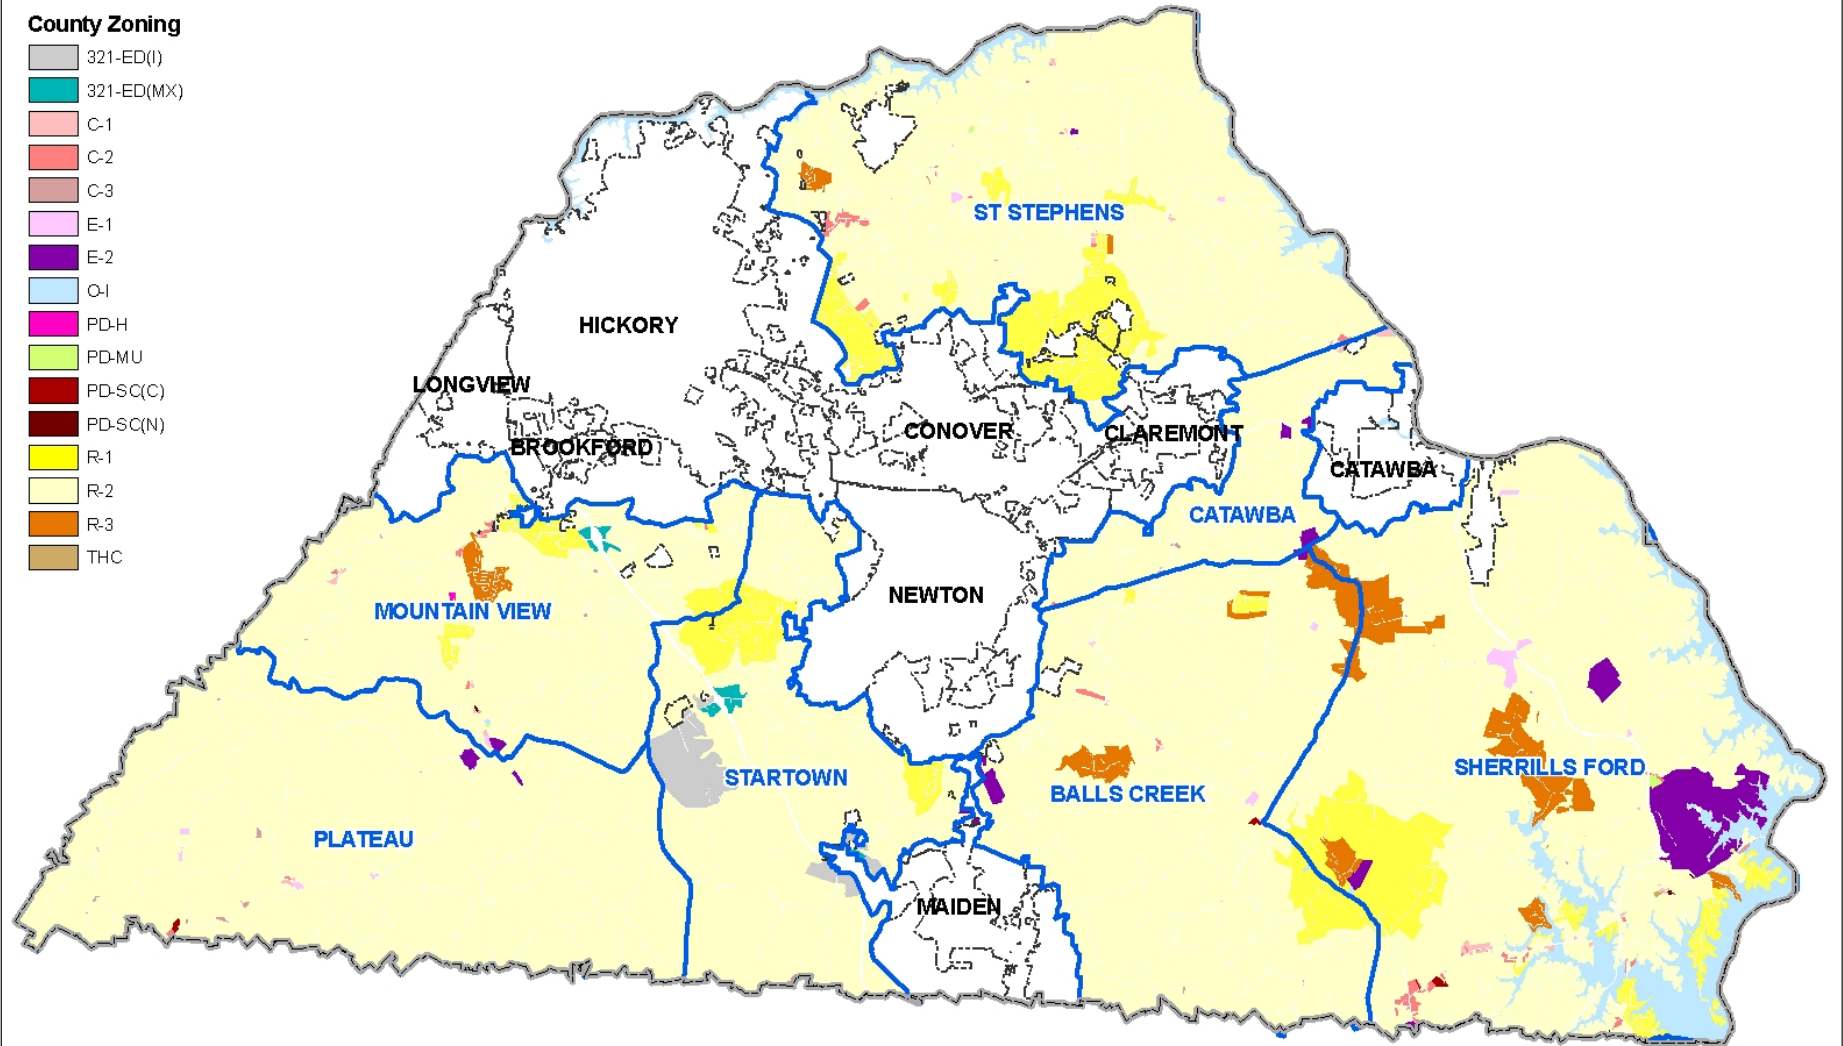 County Zoning
321-ED(I)
321-ED(MX)
C-1
C-2
C-3
E-1
E-2
O-I
PD-H
PD-MU
PD-SC(C)
PD-SC(N)
R-1
R-2
R-3
THC
ST STEPHENS
HICKORY
LONGVIEW
BROOKFORD
CONOVER
CLAREMONT
CATAWBA
CATAWBA
NEWTON
MOUNTAIN VIEW
STARTOWN
BALLS CREEK
SHERRILLS FORD
PLATEAU
MAIDEN